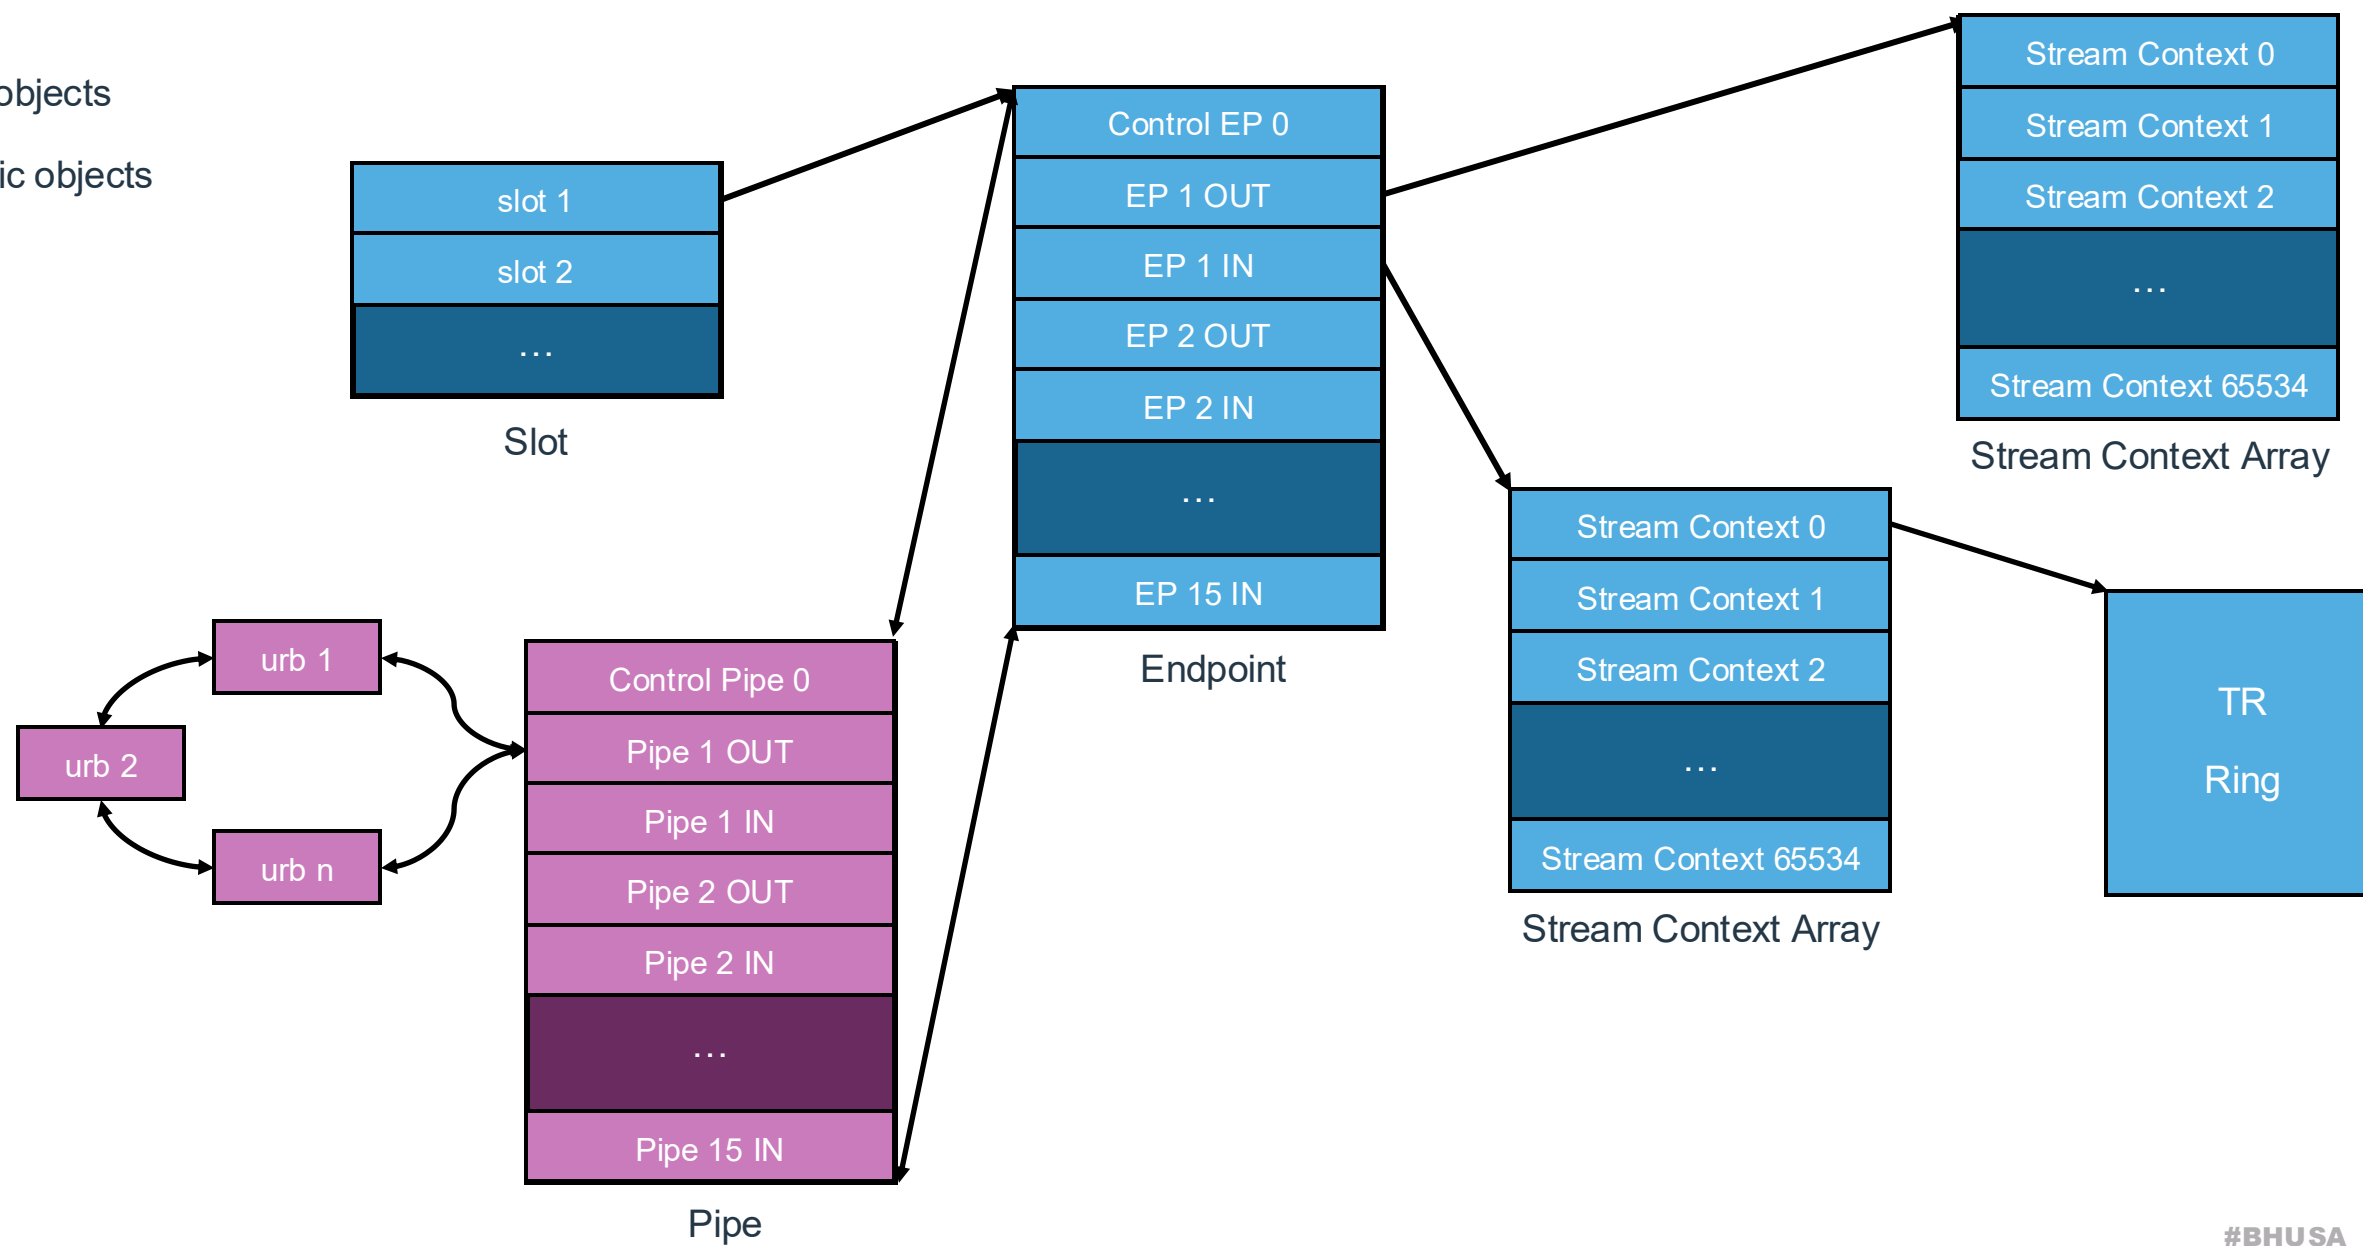 objects
ic objects
slot 1
slot 2
...
Slot
Control EP 0
EP 1 OUT
EP 1 IN
EP 2 OUT
EP 2 IN
...
EP 15 IN
Endpoint
Stream Context 0
Stream Context 1
Stream Context 2
...
Stream Context 65534
Stream Context Array
Stream Context 0
Stream Context 1
Stream Context 2
...
Stream Context 65534
Stream Context Array
TR
Ring
urb 1
urb 2
urb n
Control Pipe 0
Pipe 1 OUT
Pipe 1 IN
Pipe 2 OUT
Pipe 2 IN
...
Pipe 15 IN
Pipe
#BHUSA